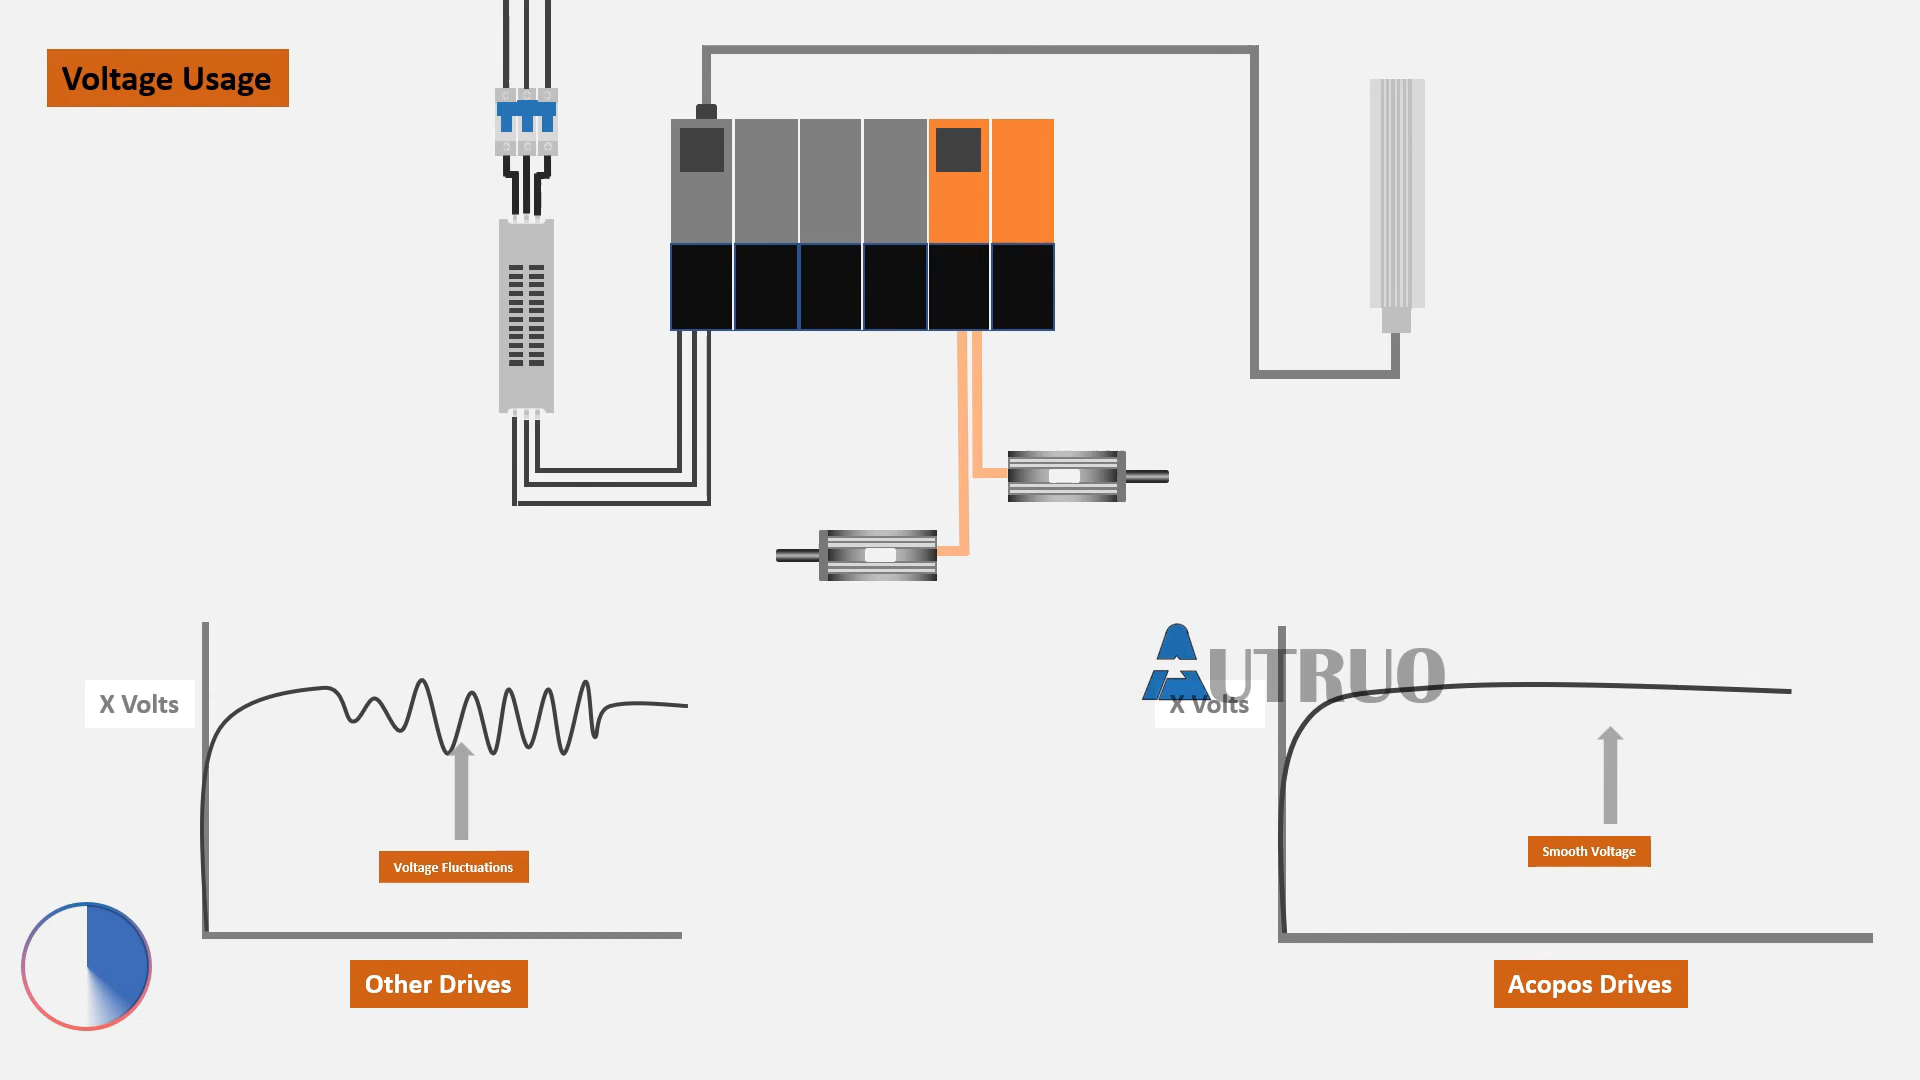 Voltage Usage
X Volts
Voltage Fluctuations
Other Drives
AUTRUO
X Volts
Smooth Voltage
Acopos Drives